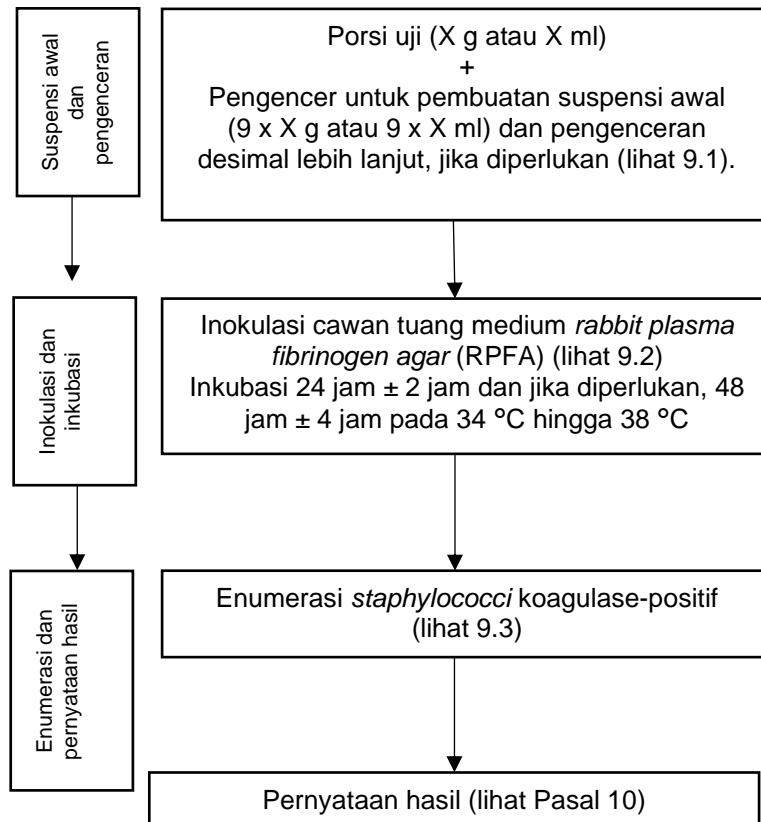 Suspensi awal
dan
pengenceran
Porsi uji (X g atau X ml)
+
Pengencer untuk pembuatan suspensi awal
(9 x X g atau 9 x X ml) dan pengenceran
desimal lebih lanjut, jika diperlukan (lihat 9.1).
Inokulasi dan
inkubasi
Inokulasi cawan tuang medium rabbit plasma
fibrinogen agar (RPFA) (lihat 9.2)
Inkubasi 24 jam ± 2 jam dan jika diperlukan, 48
jam ± 4 jam pada 34 °C hingga 38 °C
Enumerasi dan
pernyataan hasil
Enumerasi staphylococci koagulase-positif
(lihat 9.3)
Pernyataan hasil (lihat Pasal 10)